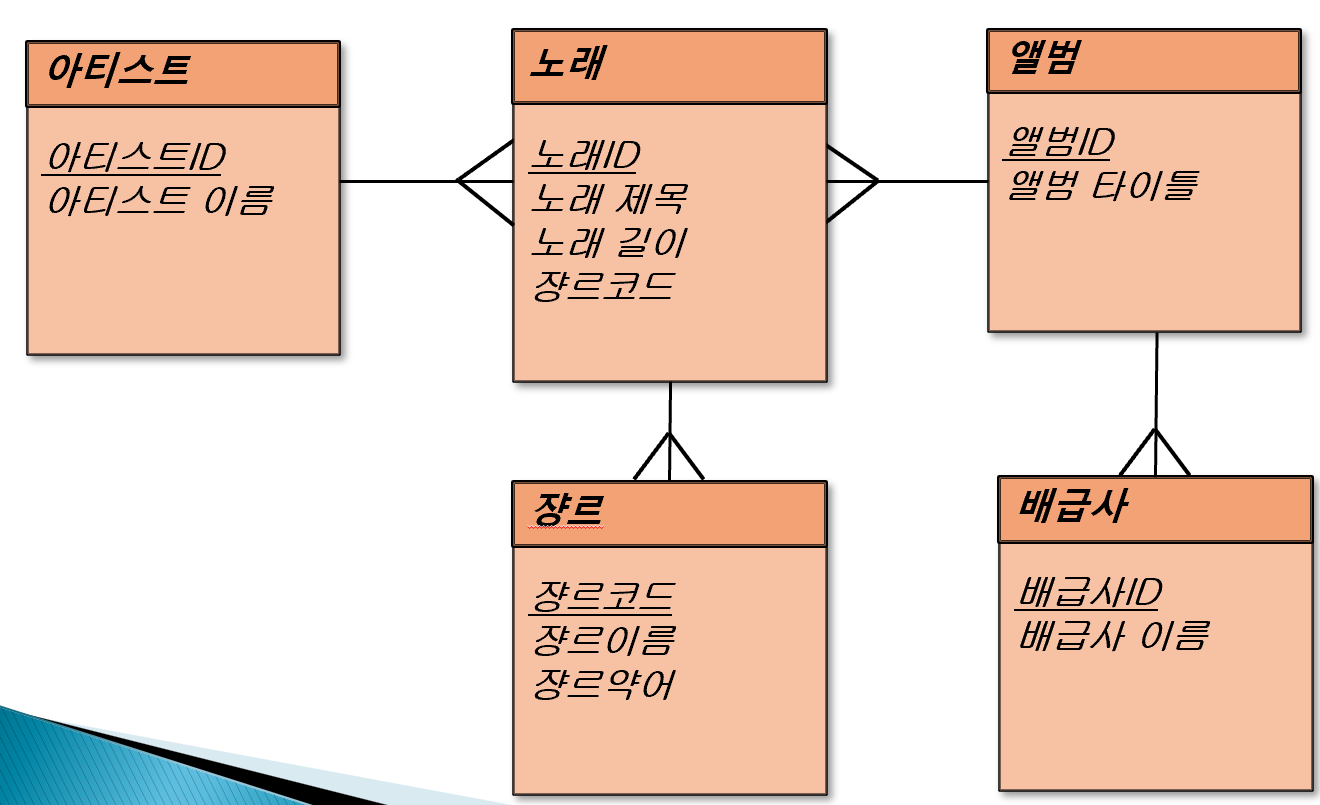 아티스트
아티스트ID
아티스트 이름
노래
노래ID
노래 제목
노래 길이
쟝르코드
앨범
앨범ID
앨범 타이틀
쟝르
쟝르코드
쟝르이름
쟝르약어
배급사
배급사ID
배급사 이름